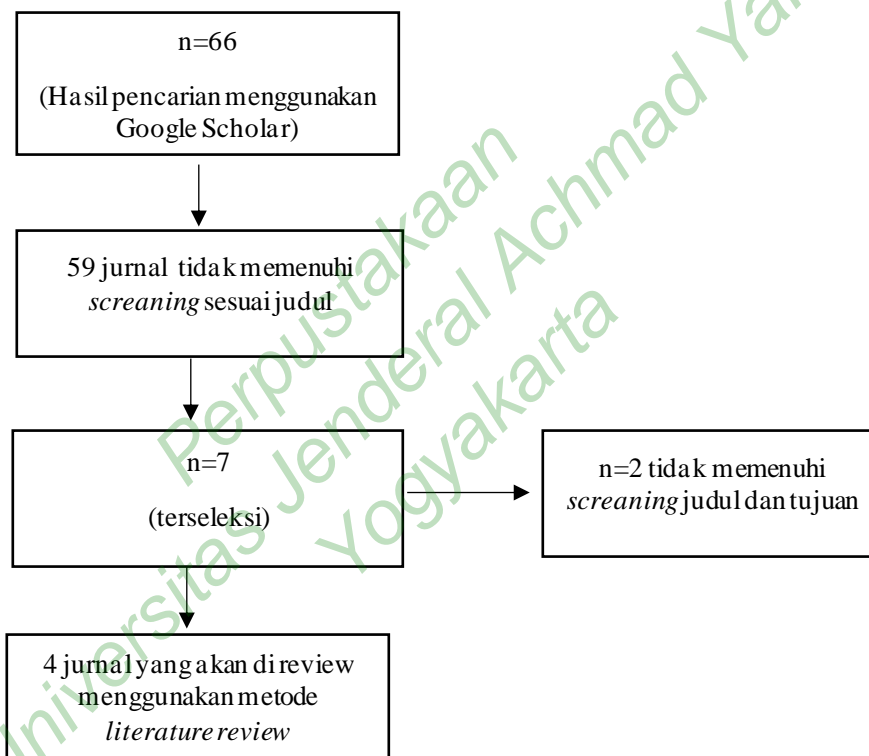 n=66
(Hasil pencarian menggunakan
Google Scholar)
59 jurnal tidak memenuhi
screaning sesuai judul
n=7
(terseleksi)
n=2 tidak memenuhi
screaning judul dan tujuan
4 jurnal yang akan di review
menggunakan metode
literature review
Perpustakaan
Universitas Jenderal Achmad
Yogyakarta